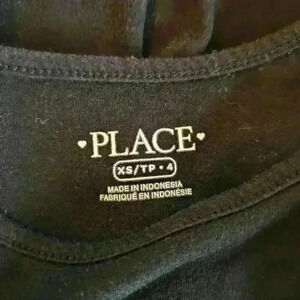 ♥PLACE♥
XS/TP • 4
MADE IN INDONESIA
FABRIQUÉ EN INDONÉSIE